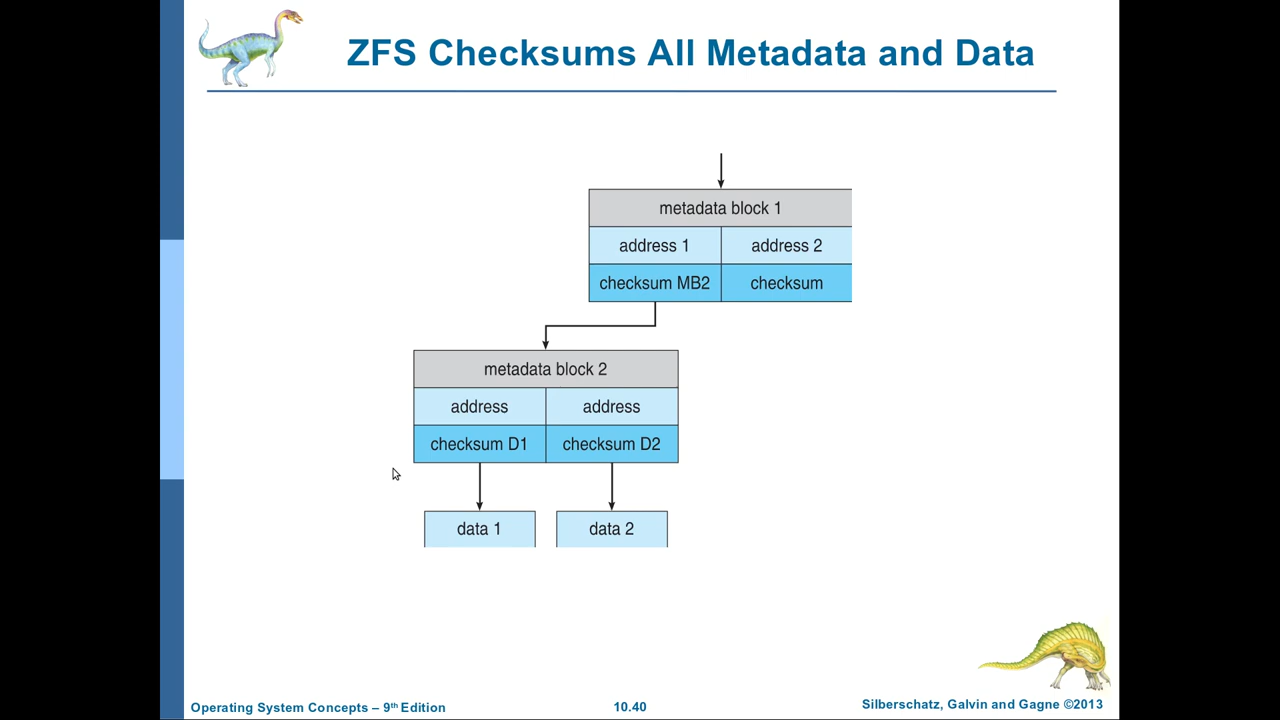 ZFS Checksums All Metadata and Data
metadata block 1
address 1 address 2
checksum MB2 checksum
metadata block 2
address address
checksum D1 checksum D2
data 1 data 2
Operating System Concepts – 9th Edition 10.40 Silberschatz, Galvin and Gagne ©2013